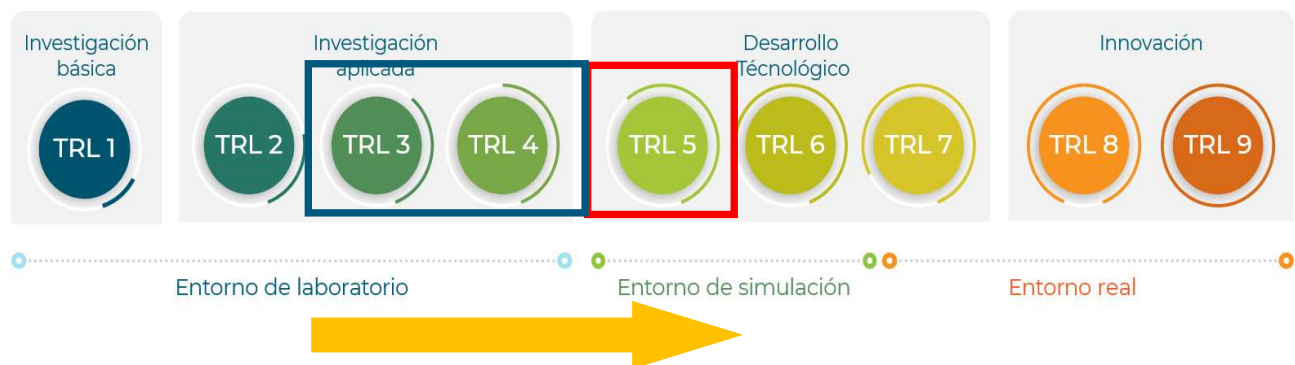 Investigación
básica
Investigación
aplicada
Desarrollo
Técnológico
Innovación
TRL 1
TRL 2
TRL 3
TRL 4
TRL 5
TRL 6
TRL 7
TRL 8
TRL 9
Entorno de laboratorio
Entorno de simulación
Entorno real